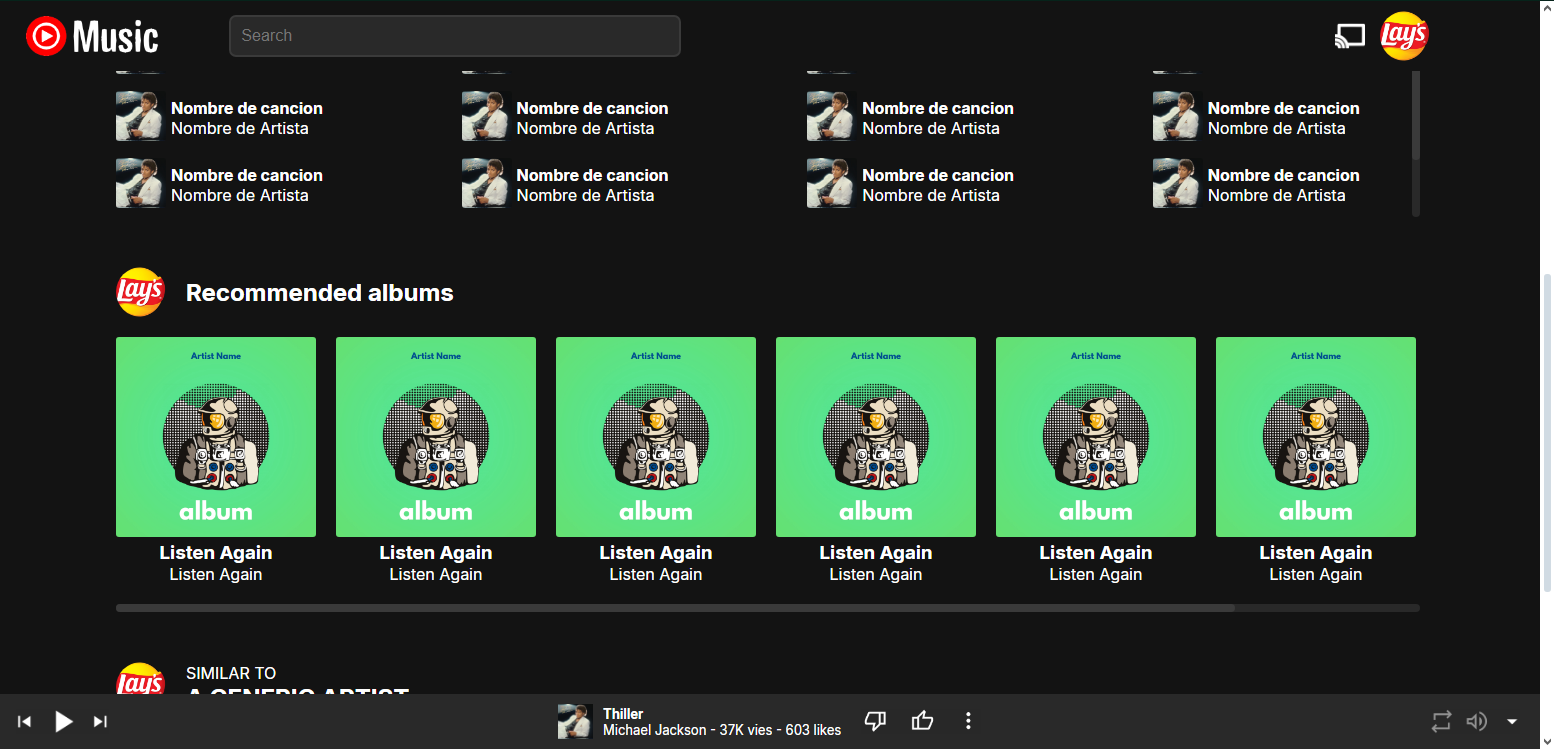 Music
Search
Lay's
Nombre de cancion
Nombre de Artista
Nombre de cancion
Nombre de Artista
Nombre de cancion
Nombre de Artista
Nombre de cancion
Nombre de Artista
Nombre de cancion
Nombre de Artista
Nombre de cancion
Nombre de Artista
Nombre de cancion
Nombre de Artista
Nombre de cancion
Nombre de Artista
Lay's
Recommended albums
Artist Name
album
Listen Again
Listen Again
Artist Name
album
Listen Again
Listen Again
Artist Name
album
Listen Again
Listen Again
Artist Name
album
Listen Again
Listen Again
Artist Name
album
Listen Again
Listen Again
Artist Name
album
Listen Again
Listen Again
Lay's
SIMILAR TO
A GENERIC ARTIST
Thiller
Michael Jackson - 37K vies - 603 likes